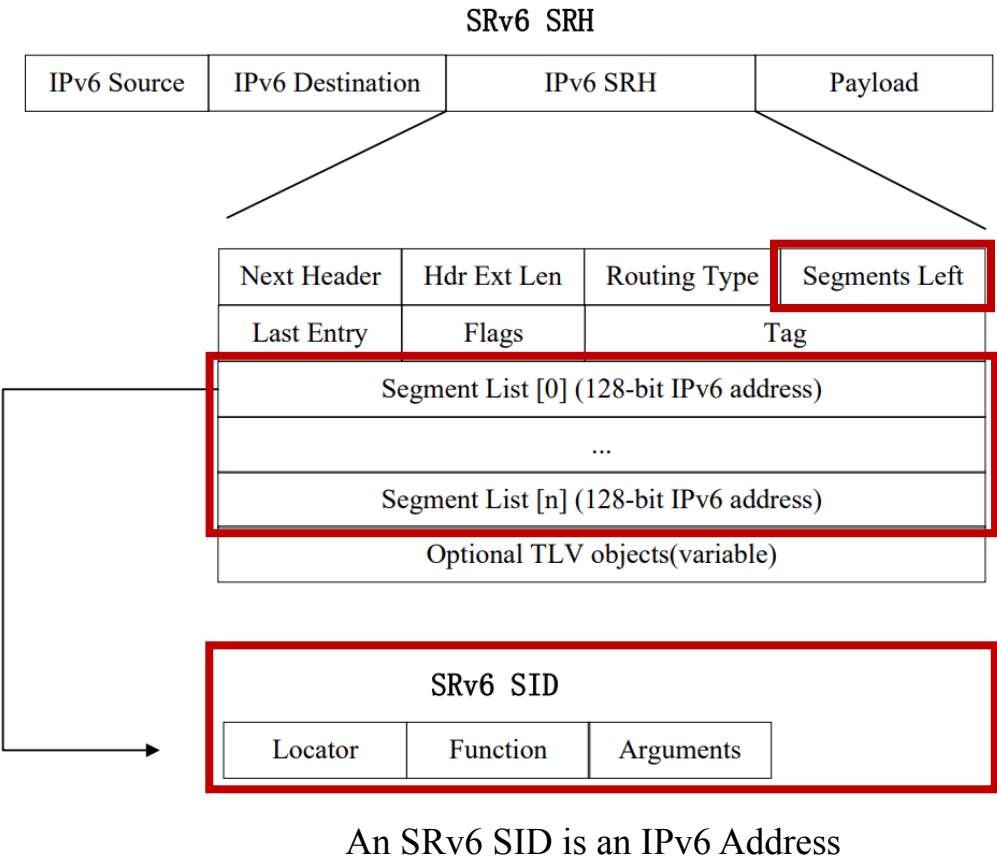 SRv6 SRH
IPv6 Source IPv6 Destination IPv6 SRH Payload
Next Header Hdr Ext Len Routing Type Segments Left
Last Entry Flags Tag
Segment List [0] (128-bit IPv6 address)
...
Segment List [n] (128-bit IPv6 address)
Optional TLV objects(variable)
SRv6 SID
Locator Function Arguments
An SRv6 SID is an IPv6 Address